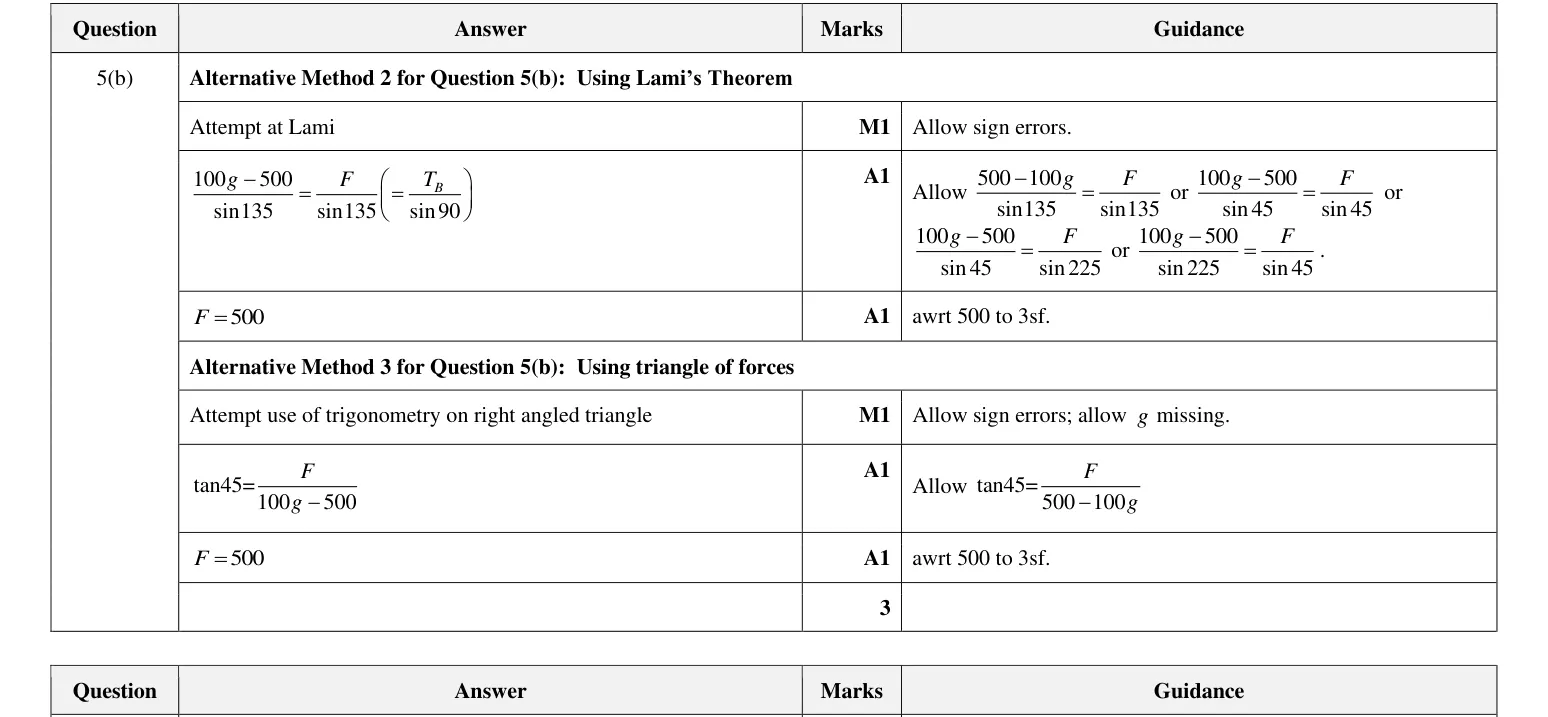 Question Answer Marks Guidance
5(b) Alternative Method 2 for Question 5(b): Using Lami's Theorem
Attempt at Lami M1 Allow sign errors.
(100g − 500)/sin135 = F/sin135 (= T_B/sin90) A1 Allow (500 − 100g)/sin135 = F/sin135 or (100g − 500)/sin45 = F/sin45 or
(100g − 500)/sin45 = F/sin225 or (100g − 500)/sin225 = F/sin45 .
F = 500 A1 awrt 500 to 3sf.
Alternative Method 3 for Question 5(b): Using triangle of forces
Attempt use of trigonometry on right angled triangle M1 Allow sign errors; allow g missing.
tan45= F/(100g − 500) A1 Allow tan45= F/(500 − 100g)
F = 500 A1 awrt 500 to 3sf.
3
Question Answer Marks Guidance